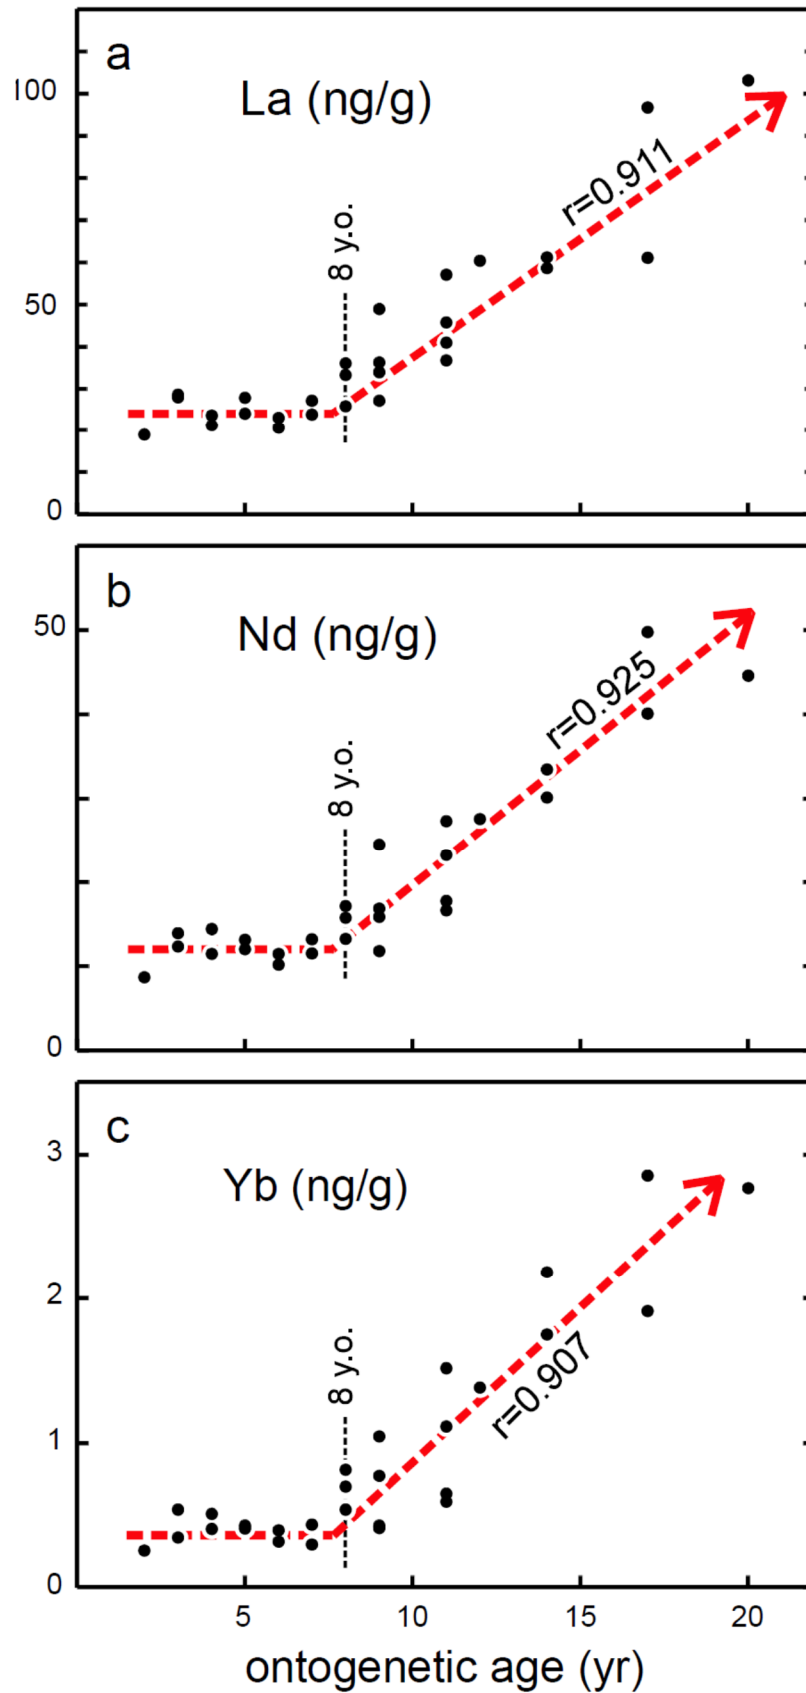 a
La (ng/g)
100
r=0.911
8 y.o.
50
0
b
Nd (ng/g)
50
r=0.925
8 y.o.
0
c
3
Yb (ng/g)
2
8 y.o.
r=0.907
1
0
5 10 15 20
ontogenetic age (yr)